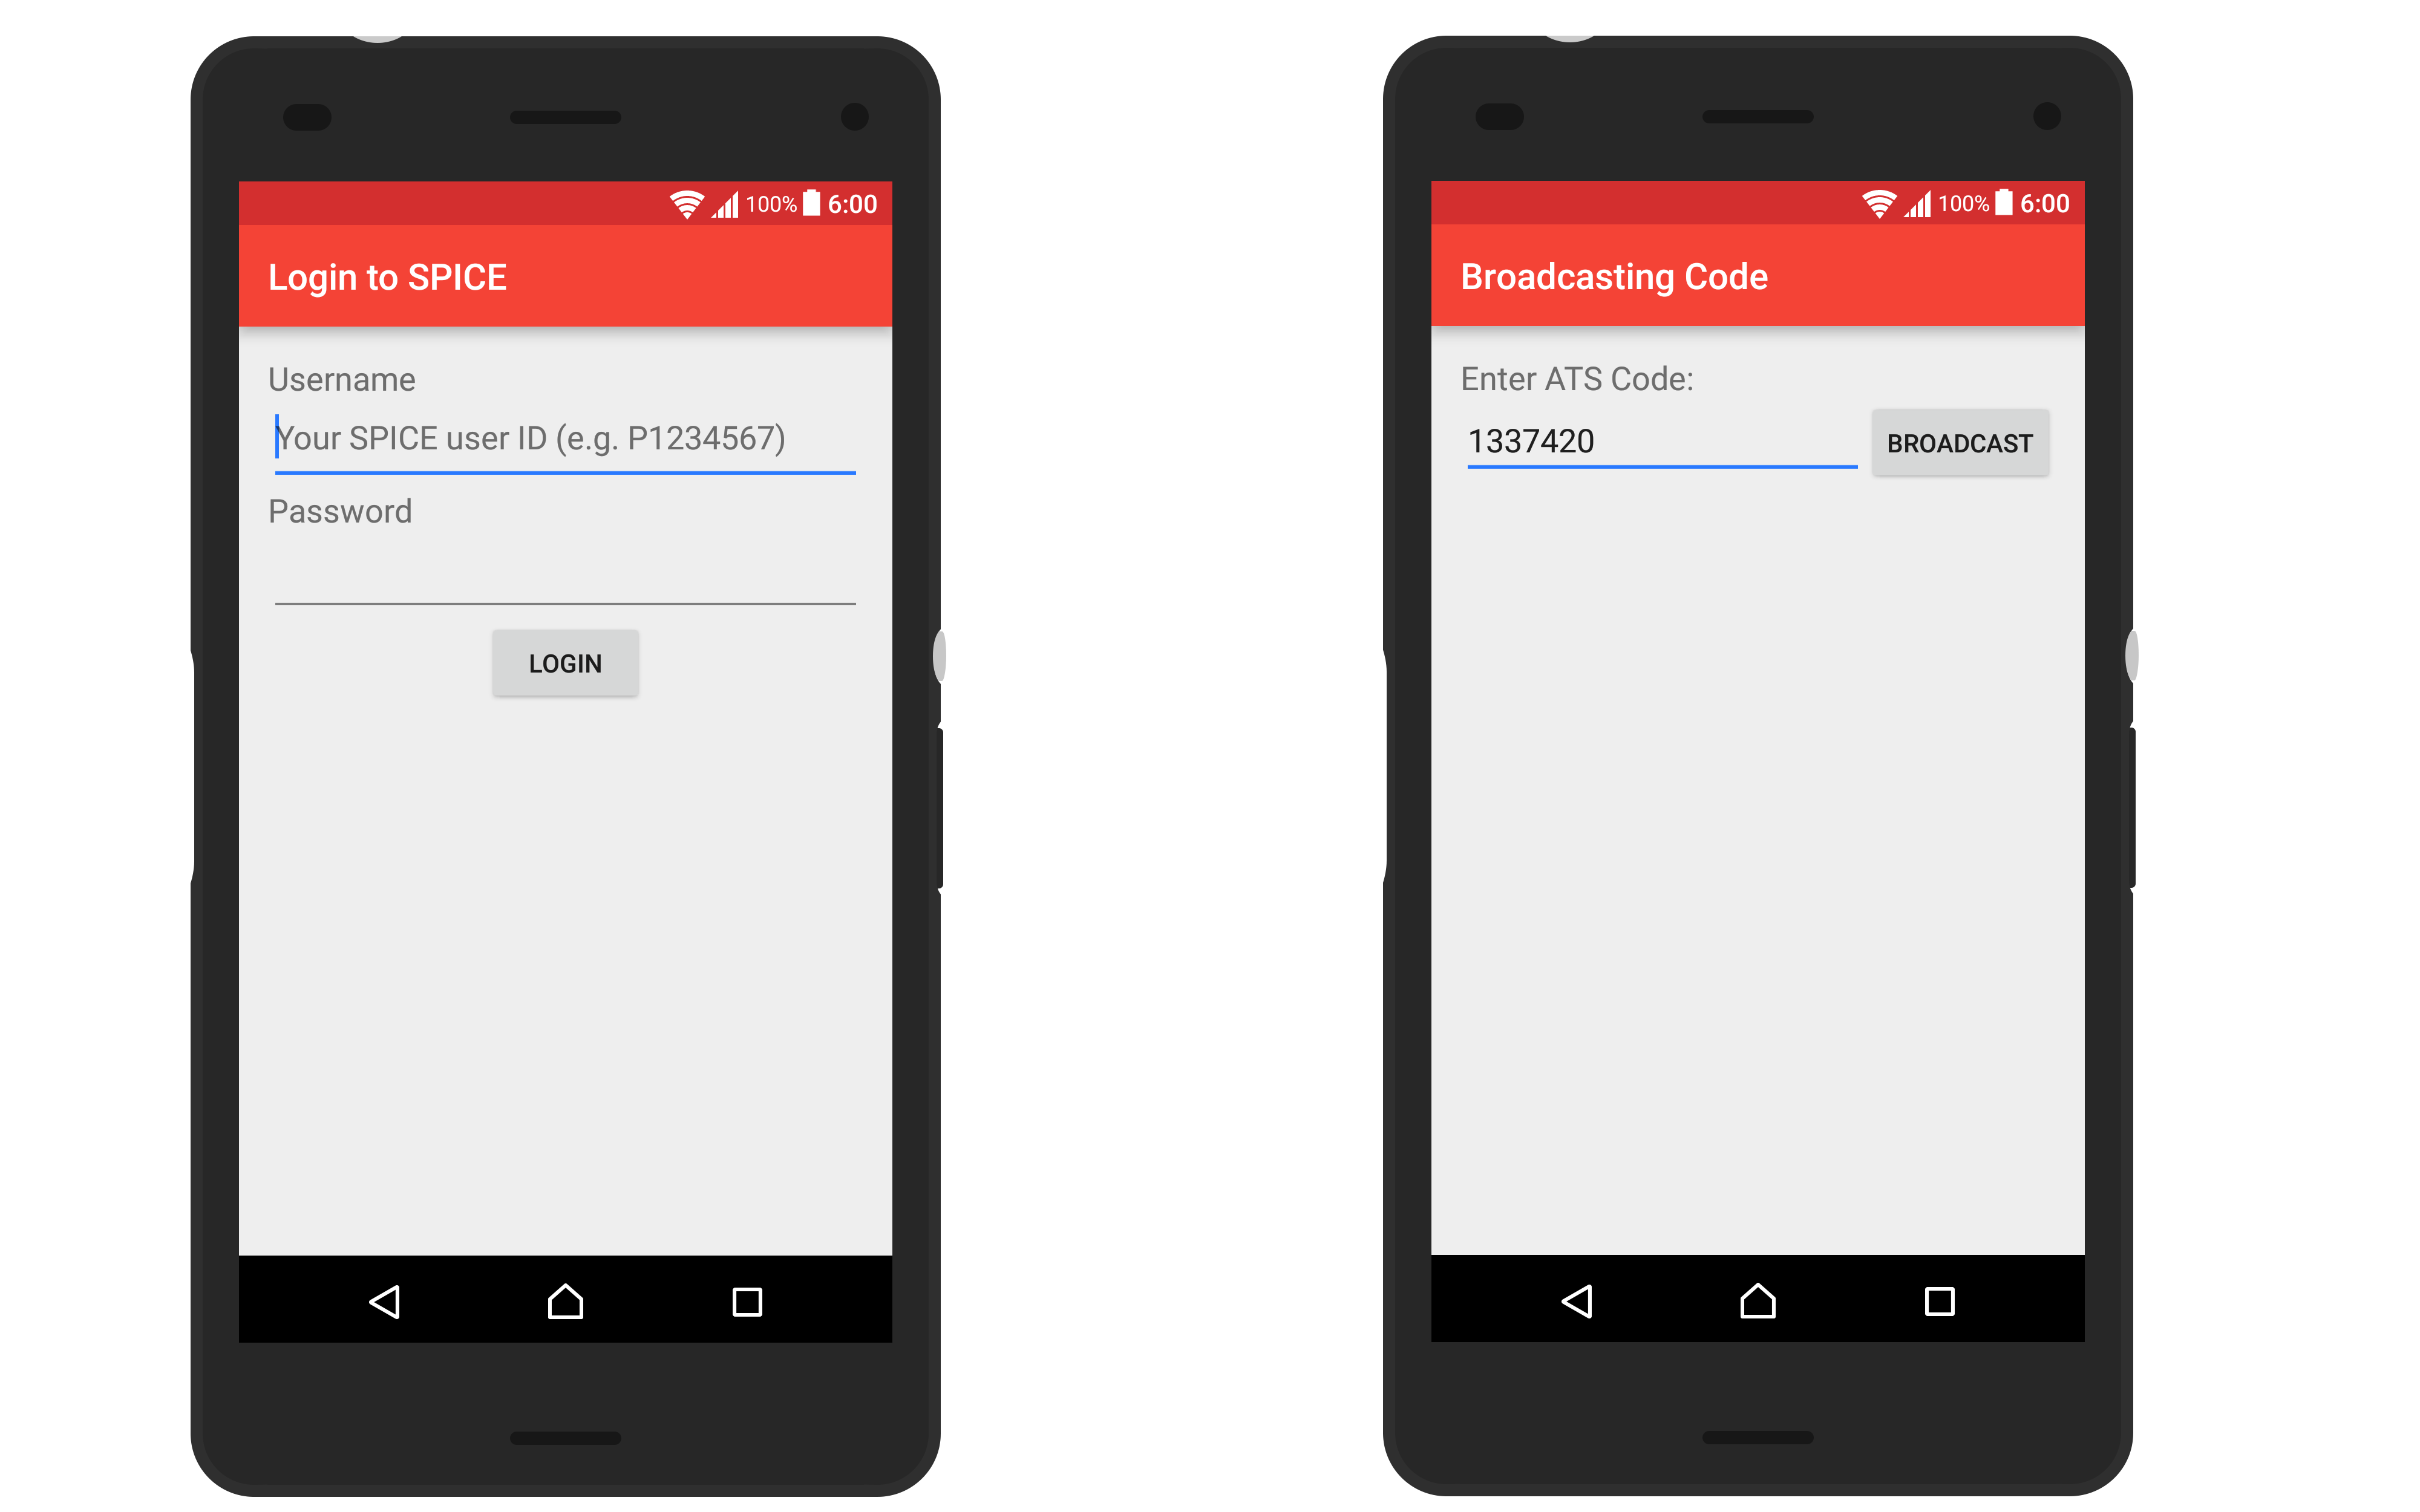 100% 6:00
Login to SPICE
Username
Your SPICE user ID (e.g. P1234567)
Password
LOGIN
100% 6:00
Broadcasting Code
Enter ATS Code:
1337420 BROADCAST